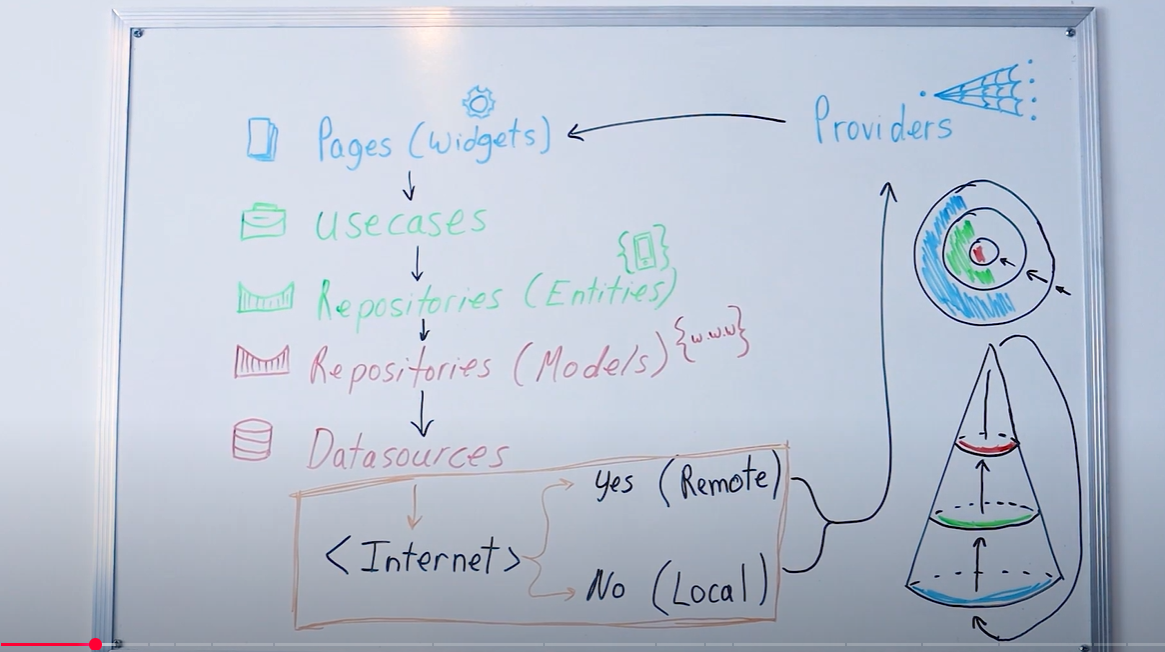 Pages (Widgets)
Providers
Usecases
Repositories (Entities)
Repositories (Models) {w.w.w}
Datasources
<Internet>
Yes (Remote)
No (Local)